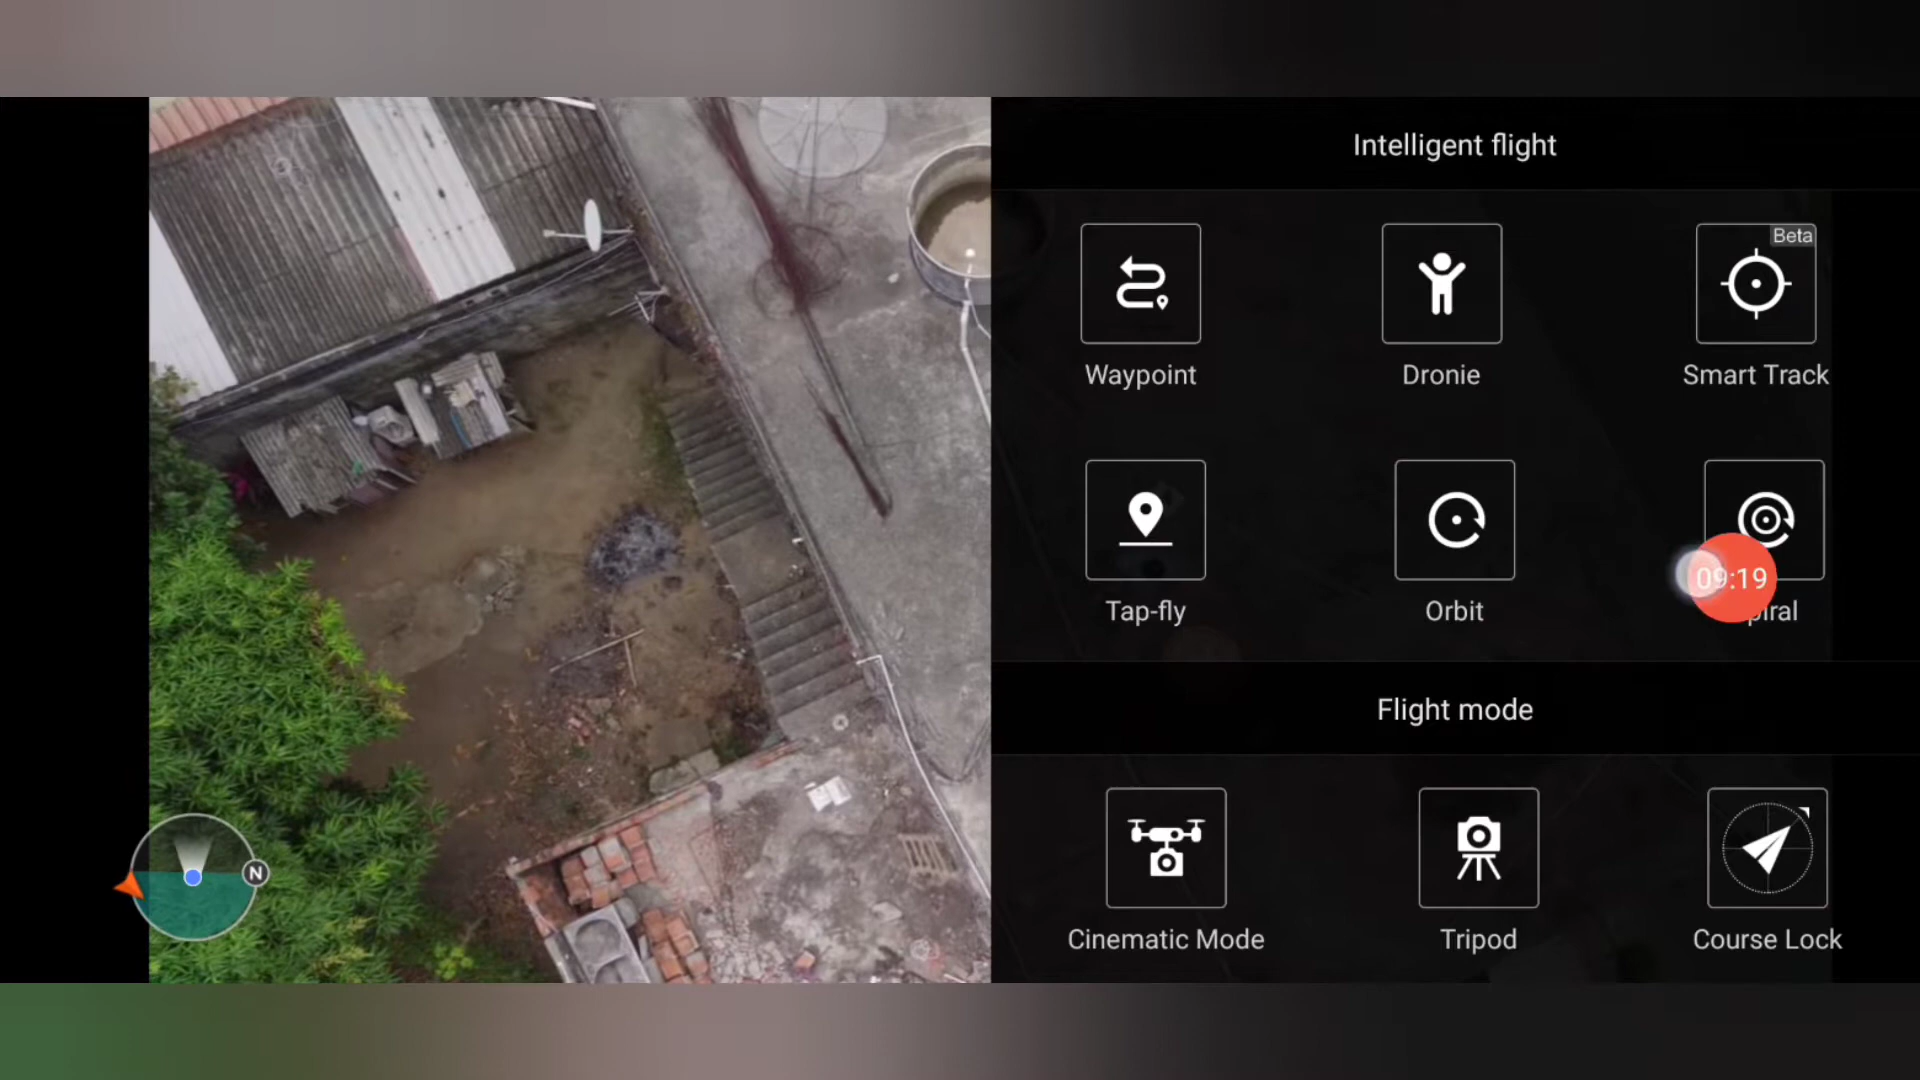 Intelligent flight
Beta
Waypoint
Dronie
Smart Track
09:19
Tap-fly
Orbit
piral
Flight mode
N
Cinematic Mode
Tripod
Course Lock